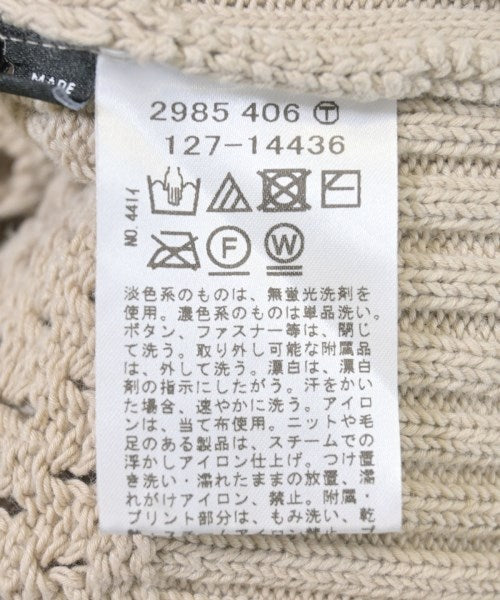 MADE
2985 406 Ⓣ
127-14436
NO.441イ
F
W
淡色系のものは、無蛍光洗剤を
使用。濃色系のものは単品洗い。
ボタン、ファスナー等は、閉じ
て洗う。取り外し可能な附属品
は、外して洗う。漂白は、漂白
剤の指示にしたがう。汗をかい
た場合、速やかに洗う。アイロ
ンは、当て布使用。ニットや毛
足のある製品は、スチームでの
浮かしアイロン仕上げ。つけ置
き洗い・濡れたままの放置、濡
れがけアイロン、禁止。附属・
プリント部分は、もみ洗い、乾